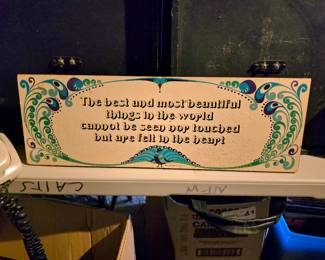 The best and most beautiful
things in the world
cannot be seen nor touched
but are felt in the heart